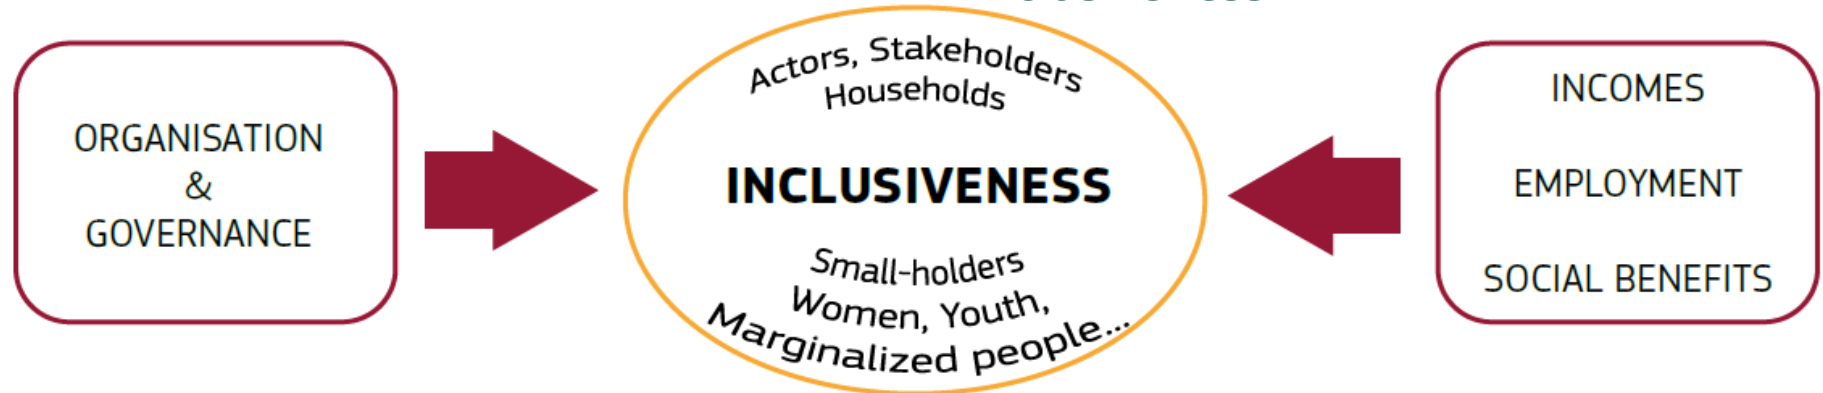 ORGANISATION
&
GOVERNANCE
Actors, Stakeholders
Households
INCLUSIVENESS
Small-holders
Women, Youth,
Marginalized people...
INCOMES
EMPLOYMENT
SOCIAL BENEFITS